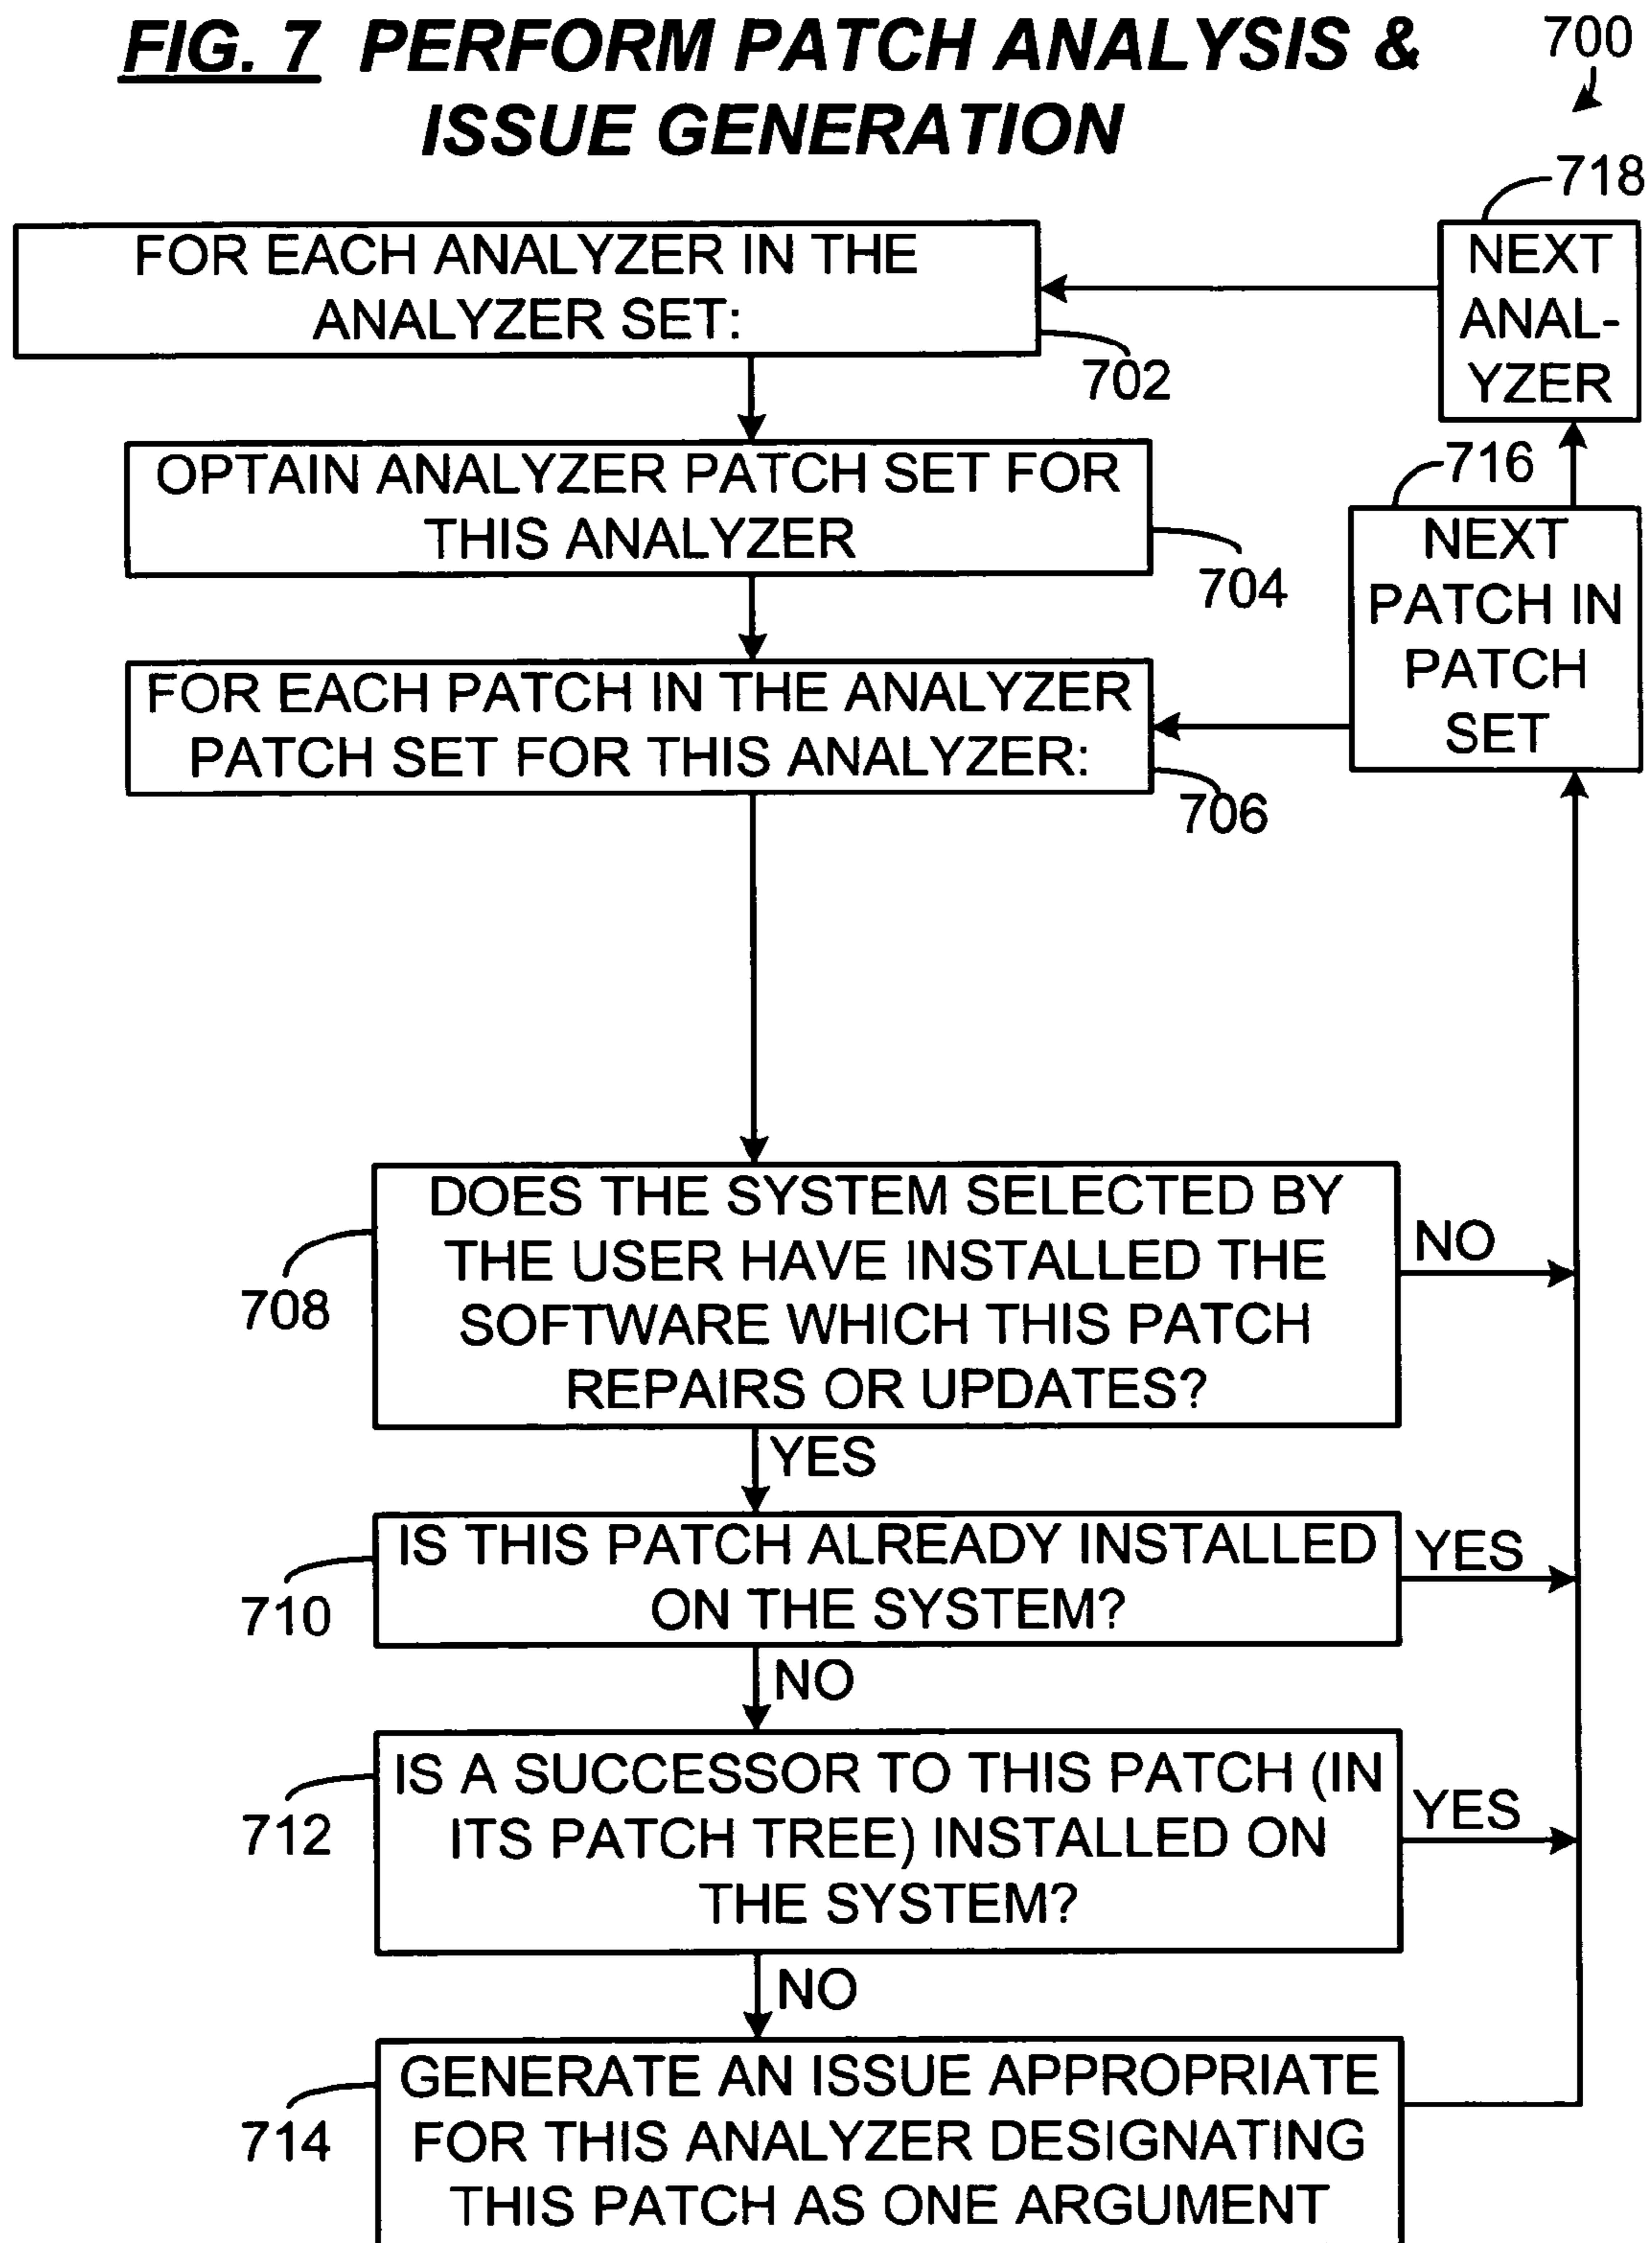 FIG. 7 PERFORM PATCH ANALYSIS &
ISSUE GENERATION
700
718
FOR EACH ANALYZER IN THE
ANALYZER SET:
702
NEXT
ANAL-
YZER
OPTAIN ANALYZER PATCH SET FOR
THIS ANALYZER
704
716
NEXT
PATCH IN
PATCH
SET
FOR EACH PATCH IN THE ANALYZER
PATCH SET FOR THIS ANALYZER:
706
DOES THE SYSTEM SELECTED BY
THE USER HAVE INSTALLED THE
SOFTWARE WHICH THIS PATCH
REPAIRS OR UPDATES?
708
NO
YES
IS THIS PATCH ALREADY INSTALLED
ON THE SYSTEM?
710
YES
NO
IS A SUCCESSOR TO THIS PATCH (IN
ITS PATCH TREE) INSTALLED ON
THE SYSTEM?
712
YES
NO
GENERATE AN ISSUE APPROPRIATE
FOR THIS ANALYZER DESIGNATING
THIS PATCH AS ONE ARGUMENT
714